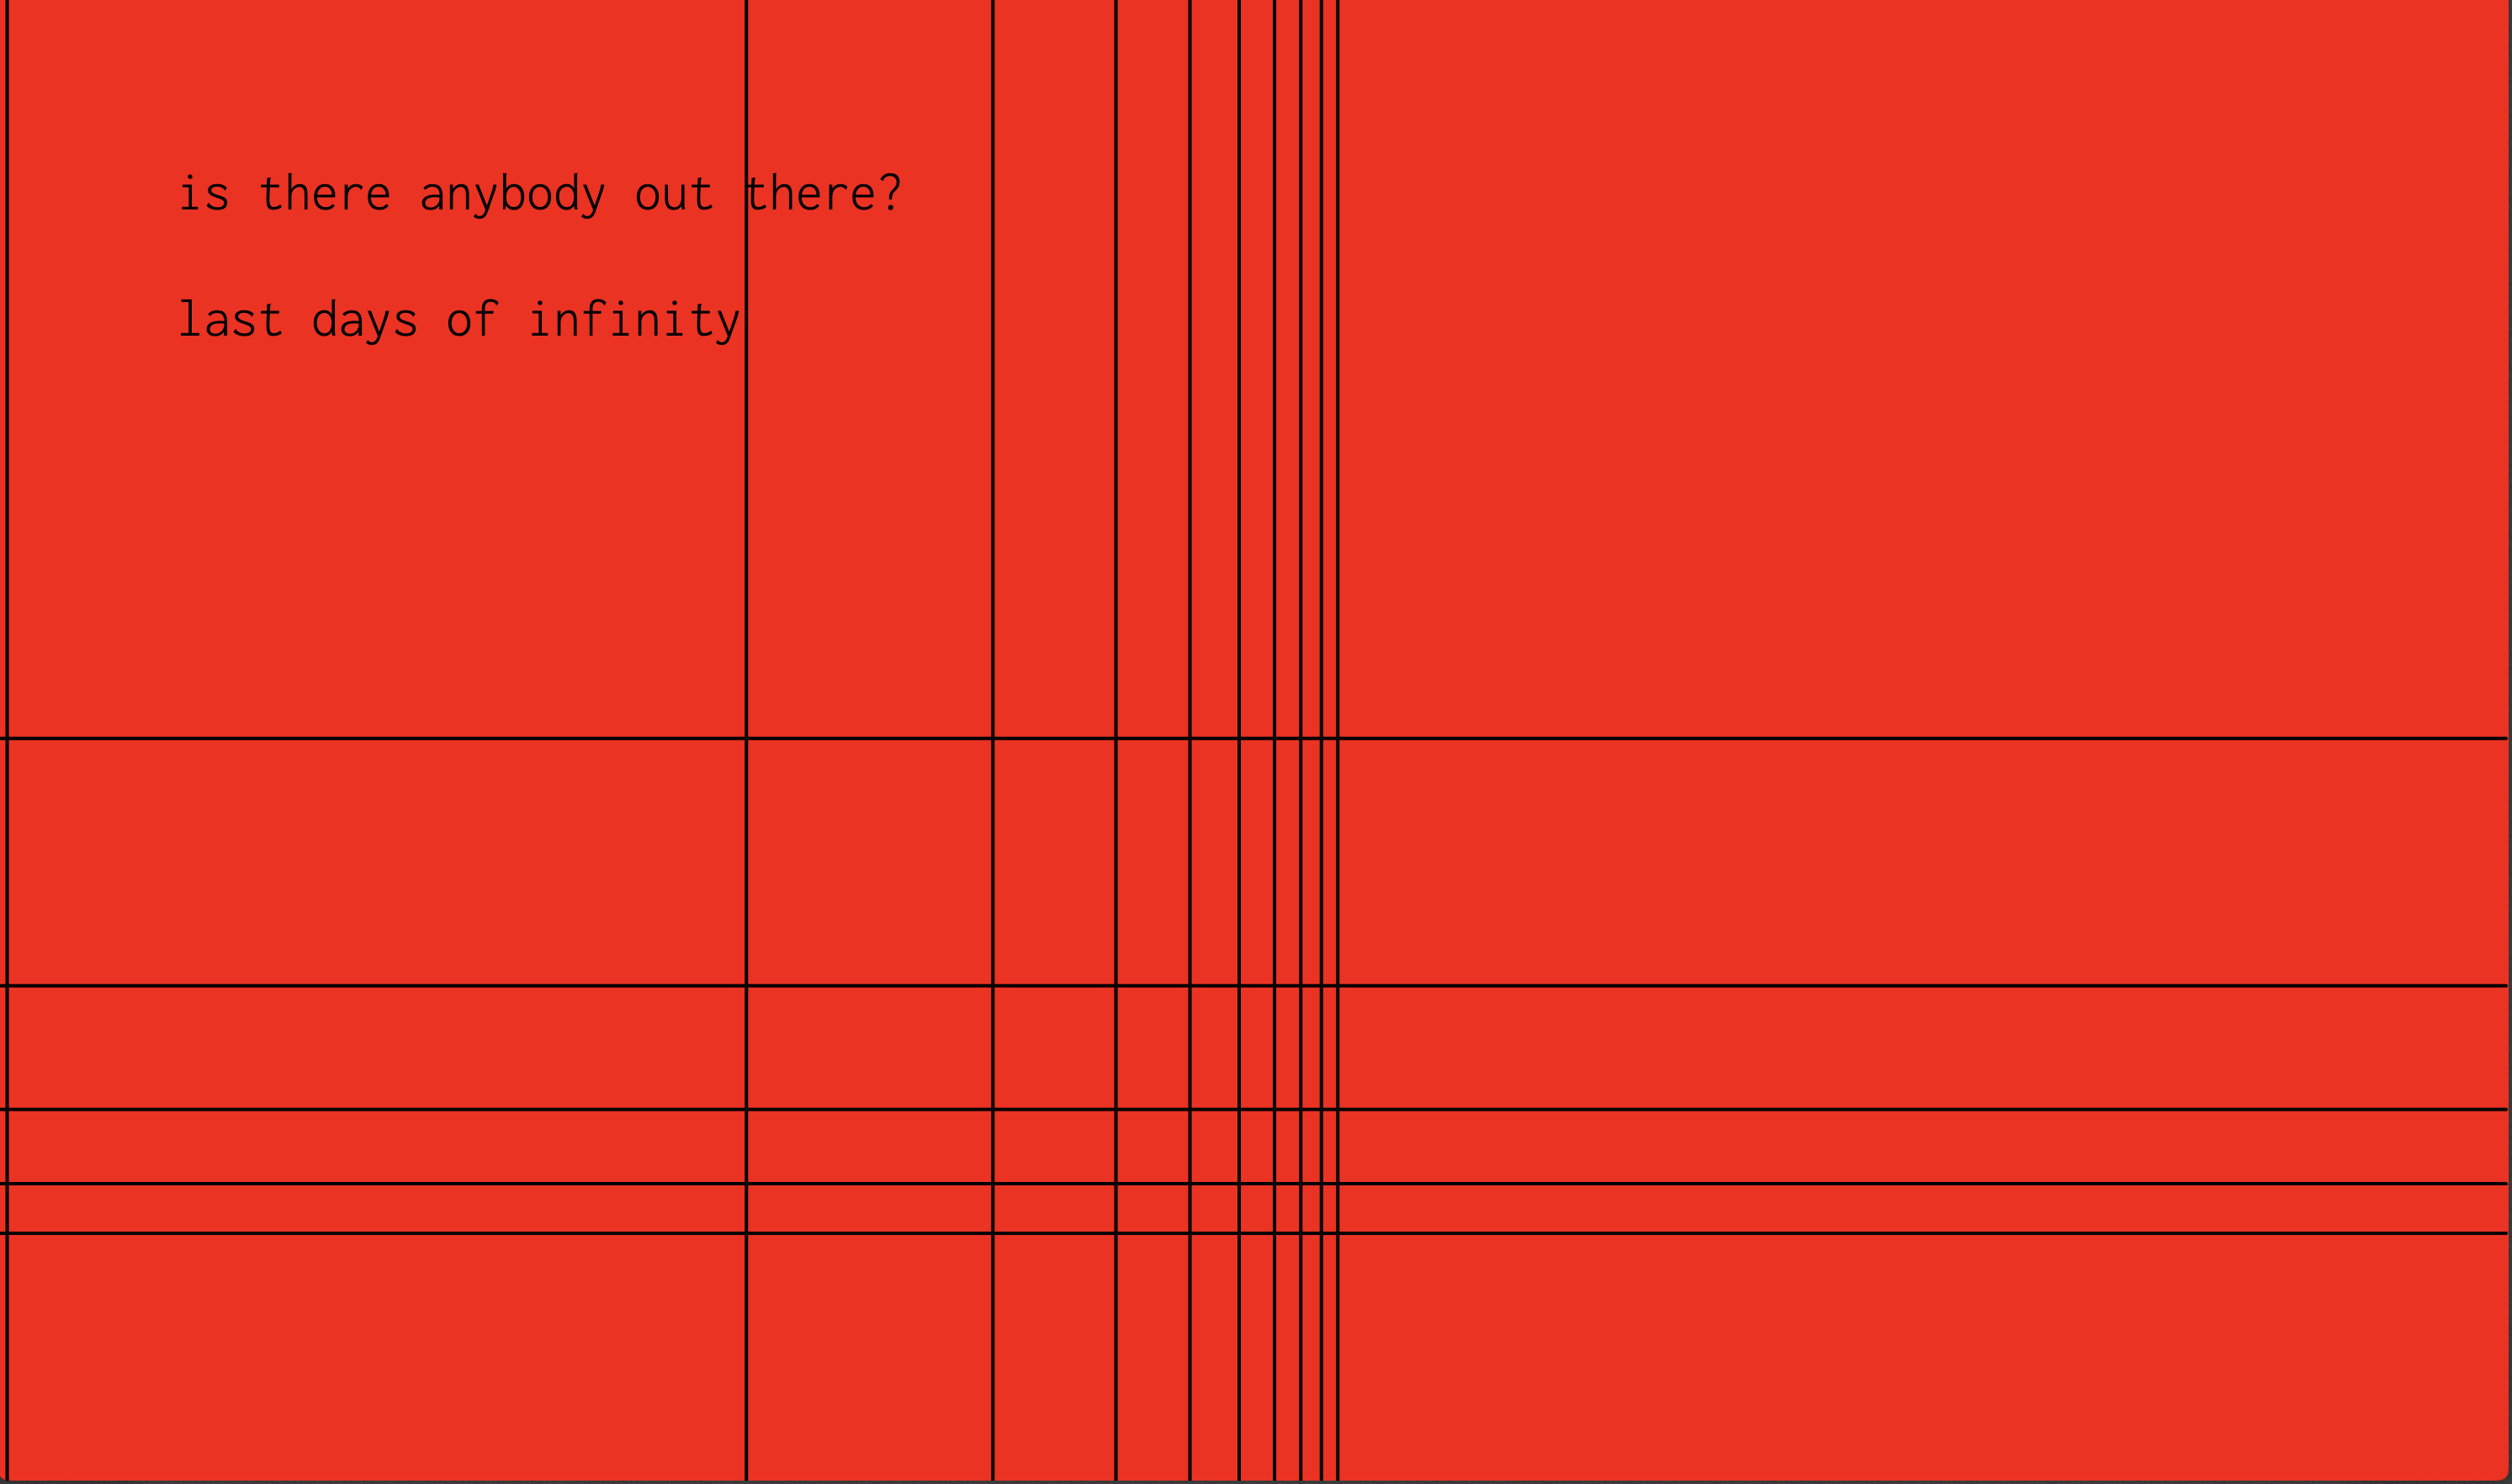 is there anybody out there?
last days of infinity